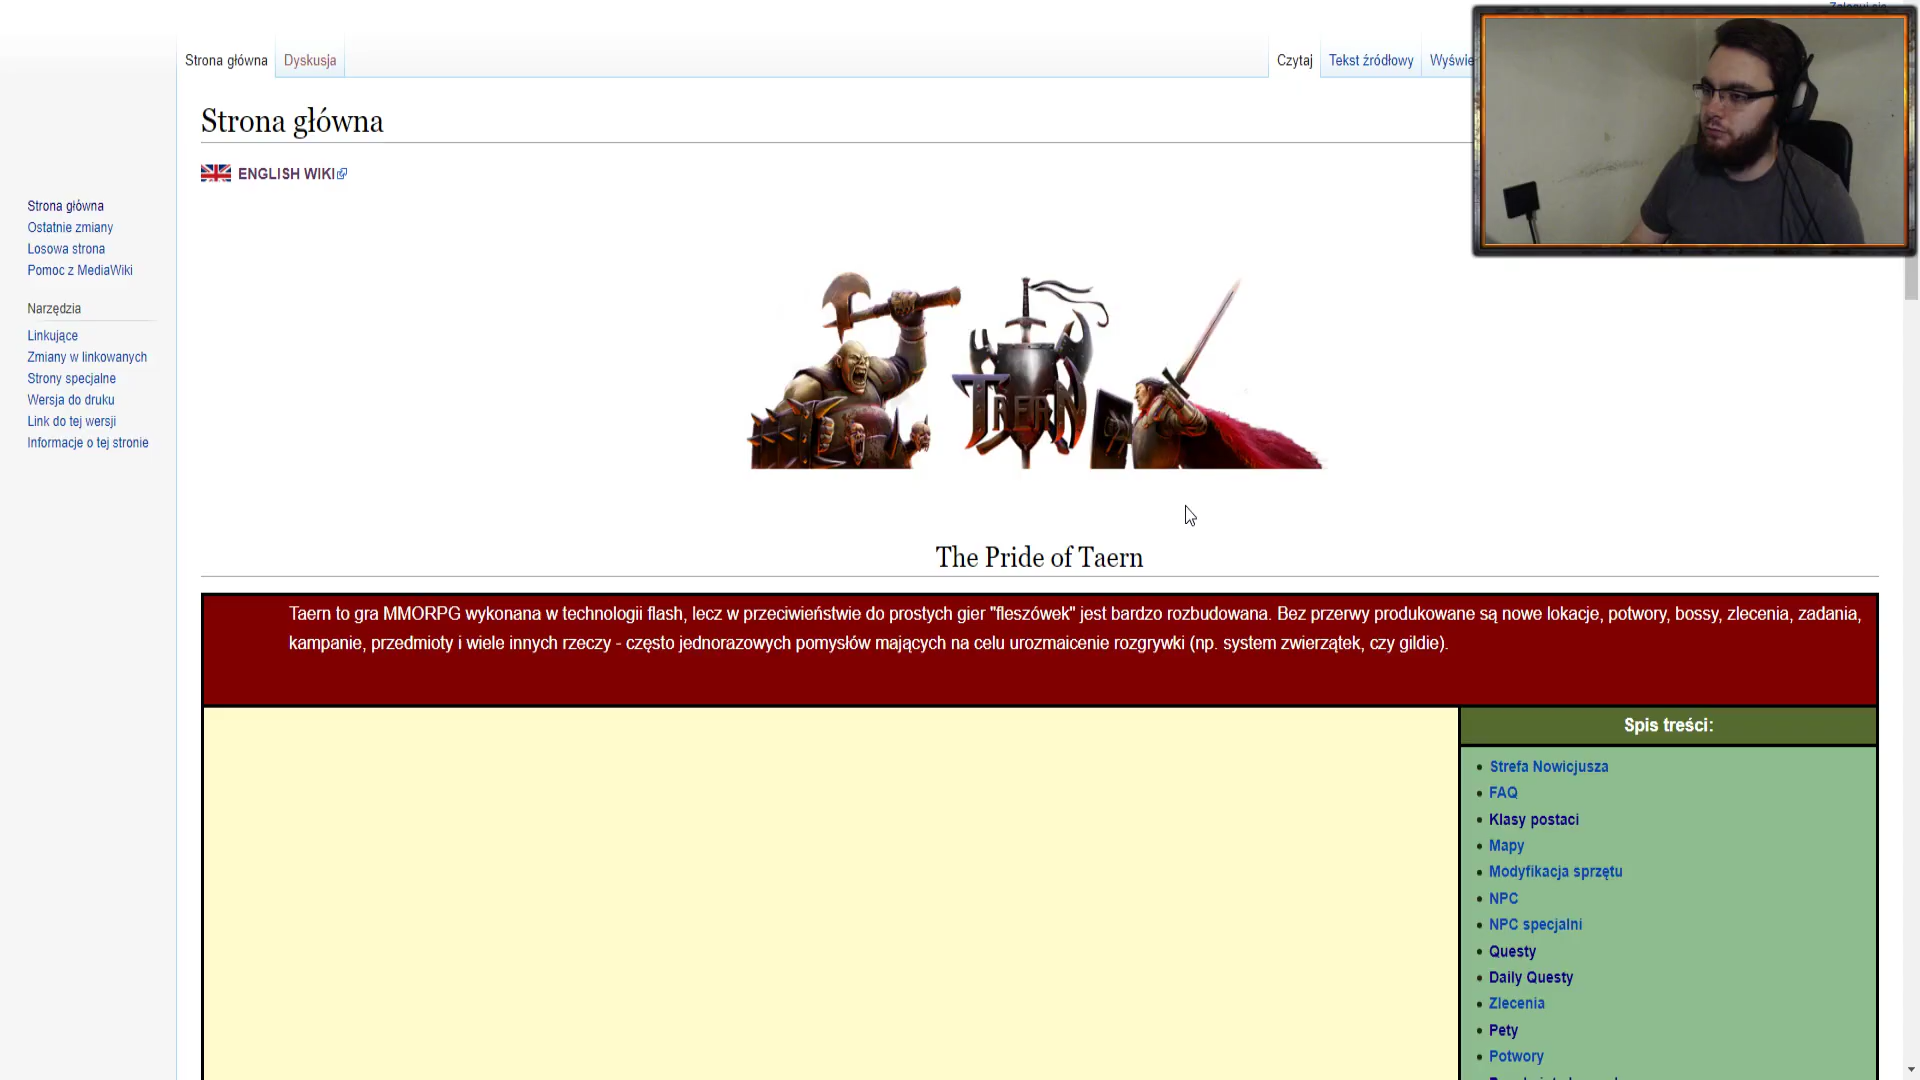 Strona główna
Dyskusja
Czytaj
Tekst źródłowy
Strona główna
ENGLISH WIKI
Strona główna
Ostatnie zmiany
Losowa strona
Pomoc z MediaWiki
Narzędzia
Linkujące
Zmiany w linkowanych
Strony specjalne
Wersja do druku
Link do tej wersji
Informacje o tej stronie
TAERN
The Pride of Taern
Taern to gra MMORPG wykonana w technologii flash, lecz w przeciwieństwie do prostych gier "fleszówek" jest bardzo rozbudowana. Bez przerwy produkowane są nowe lokacje, potwory, bossy, zlecenia, zadania,
kampanie, przedmioty i wiele innych rzeczy - często jednorazowych pomysłów mających na celu urozmaicenie rozgrywki (np. system zwierzątek, czy gildie).
Spis treści:
Strefa Nowicjusza
FAQ
Klasy postaci
Mapy
Modyfikacja sprzętu
NPC
NPC specjalni
Questy
Daily Questy
Zlecenia
Pety
Potwory